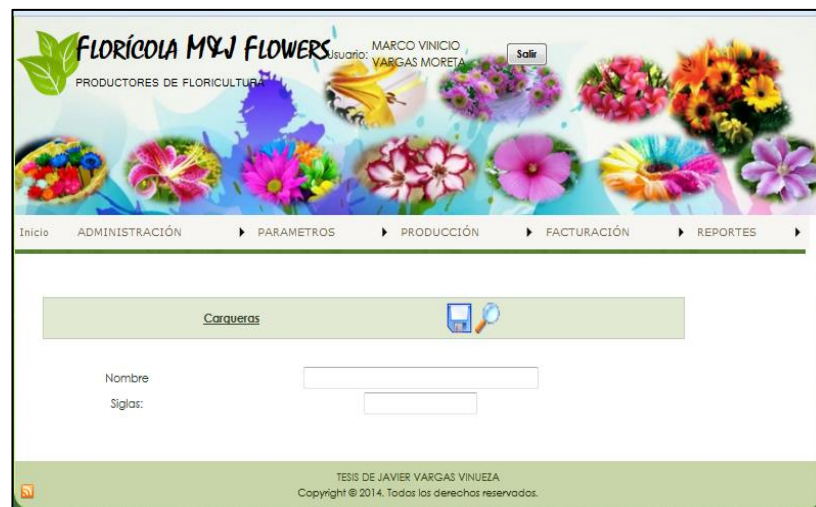 FLORÍCOLA M&J FLOWERS
PRODUCTORES DE FLORICULTURA
Usuario: MARCO VINICIO
VARGAS MORETA
Salir
Inicio ADMINISTRACIÓN PARAMETROS PRODUCCIÓN FACTURACIÓN REPORTES
Cargueras
Nombre
Siglas:
TESIS DE JAVIER VARGAS VINUEZA
Copyright © 2014. Todos los derechos reservados.